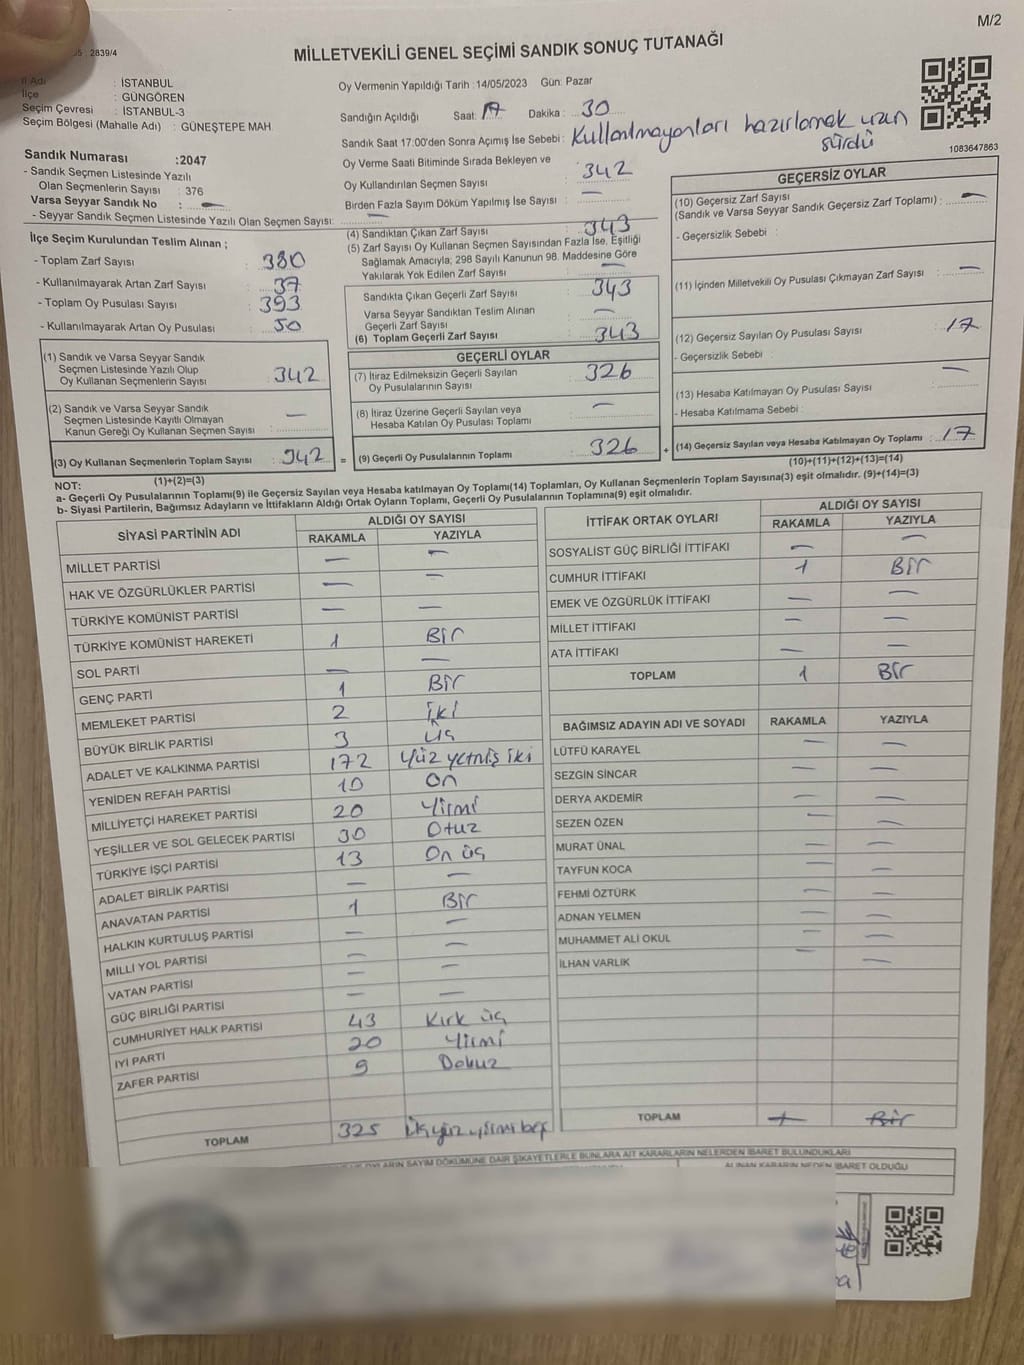 M/2
2839/4
MİLLETVEKİLİ GENEL SEÇİMİ SANDIK SONUÇ TUTANAĞI
İl Adı : İSTANBUL
İlçe : GÜNGÖREN
Seçim Çevresi : İSTANBUL-3
Seçim Bölgesi (Mahalle Adı) : GÜNEŞTEPE MAH
Oy Vermenin Yapıldığı Tarih :14/05/2023 Gün: Pazar
Sandığın Açıldığı Saat: 17 Dakika : 30
Sandık Saat 17:00'den Sonra Açımış İse Sebebi : Kullanılmayanları hazırlamak uzun sürdü
1083647863
Sandık Numarası :2047
- Sandık Seçmen Listesinde Yazılı
Olan Seçmenlerin Sayısı : 376
Varsa Seyyar Sandık No : —
- Seyyar Sandık Seçmen Listesinde Yazılı Olan Seçmen Sayısı: —
Oy Verme Saati Bitiminde Sırada Bekleyen ve
Oy Kullandırılan Seçmen Sayısı : 342
Birden Fazla Sayım Döküm Yapılmış İse Sayısı : —
İlçe Seçim Kurulundan Teslim Alınan ;
- Toplam Zarf Sayısı : 380
- Kullanılmayarak Artan Zarf Sayısı : 37
- Toplam Oy Pusulası Sayısı : 393
- Kullanılmayarak Artan Oy Pusulası : 50
(1) Sandık ve Varsa Seyyar Sandık
Seçmen Listesinde Yazılı Olup
Oy Kullanan Seçmenlerin Sayısı : 342
(2) Sandık ve Varsa Seyyar Sandık
Seçmen Listesinde Kayıtlı Olmayan
Kanun Gereği Oy Kullanan Seçmen Sayısı : —
(3) Oy Kullanan Seçmenlerin Toplam Sayısı : 342 =
(1)+(2)=(3)
(4) Sandıktan Çıkan Zarf Sayısı : 343
(5) Zarf Sayısı Oy Kullanan Seçmen Sayısından Fazla İse, Eşitliği
Sağlamak Amacıyla; 298 Sayılı Kanunun 98. Maddesine Göre
Yakılarak Yok Edilen Zarf Sayısı : —
Sandıkta Çıkan Geçerli Zarf Sayısı : 343
Varsa Seyyar Sandıktan Teslim Alınan
Geçerli Zarf Sayısı : —
(6) Toplam Geçerli Zarf Sayısı : 343
GEÇERLİ OYLAR
(7) İtiraz Edilmeksizin Geçerli Sayılan
Oy Pusulalarının Sayısı : 326
(8) İtiraz Üzerine Geçerli Sayılan veya
Hesaba Katılan Oy Pusulası Toplamı : —
(9) Geçerli Oy Pusulalarının Toplamı : 326 +
GEÇERSİZ OYLAR
(10) Geçersiz Zarf Sayısı
(Sandık ve Varsa Seyyar Sandık Geçersiz Zarf Toplamı) : —
- Geçersizlik Sebebi :
(11) İçinden Milletvekili Oy Pusulası Çıkmayan Zarf Sayısı : —
(12) Geçersiz Sayılan Oy Pusulası Sayısı : 17
- Geçersizlik Sebebi :
(13) Hesaba Katılmayan Oy Pusulası Sayısı : —
- Hesaba Katılmama Sebebi :
(14) Geçersiz Sayılan veya Hesaba Katılmayan Oy Toplamı : 17
(10)+(11)+(12)+(13)=(14)
NOT:
a- Geçerli Oy Pusulalarının Toplamı(9) ile Geçersiz Sayılan veya Hesaba katılmayan Oy Toplamı(14) Toplamları, Oy Kullanan Seçmenlerin Toplam Sayısına(3) eşit olmalıdır. (9)+(14)=(3)
b- Siyasi Partilerin, Bağımsız Adayların ve İttifakların Aldığı Ortak Oyların Toplamı, Geçerli Oy Pusulalarının Toplamına(9) eşit olmalıdır.
SİYASİ PARTİNİN ADI ALDIĞI OY SAYISI
RAKAMLA YAZIYLA
MİLLET PARTİSİ — —
HAK VE ÖZGÜRLÜKLER PARTİSİ — —
TÜRKİYE KOMÜNİST PARTİSİ — —
TÜRKİYE KOMÜNİST HAREKETİ 1 Bir
SOL PARTİ — —
GENÇ PARTİ 1 Bir
MEMLEKET PARTİSİ 2 iki
BÜYÜK BİRLİK PARTİSİ 3 üç
ADALET VE KALKINMA PARTİSİ 172 yüz yetmiş iki
YENİDEN REFAH PARTİSİ 10 On
MİLLİYETÇİ HAREKET PARTİSİ 20 Yirmi
YEŞİLLER VE SOL GELECEK PARTİSİ 30 Otuz
TÜRKİYE İŞÇİ PARTİSİ 13 On üç
ADALET BİRLİK PARTİSİ — —
ANAVATAN PARTİSİ 1 Bir
HALKIN KURTULUŞ PARTİSİ — —
MİLLİ YOL PARTİSİ — —
VATAN PARTİSİ — —
GÜÇ BİRLİĞİ PARTİSİ — —
CUMHURİYET HALK PARTİSİ 43 Kırk üç
İYİ PARTİ 20 Yirmi
ZAFER PARTİSİ 9 Dokuz
TOPLAM 325 üçyüz yirmi beş
İTTİFAK ORTAK OYLARI ALDIĞI OY SAYISI
RAKAMLA YAZIYLA
SOSYALİST GÜÇ BİRLİĞİ İTTİFAKI — —
CUMHUR İTTİFAKI 1 Bir
EMEK VE ÖZGÜRLÜK İTTİFAKI — —
MİLLET İTTİFAKI — —
ATA İTTİFAKI — —
TOPLAM 1 Bir
BAĞIMSIZ ADAYIN ADI VE SOYADI RAKAMLA YAZIYLA
LÜTFÜ KARAYEL — —
SEZGİN SİNCAR — —
DERYA AKDEMİR — —
SEZEN ÖZEN — —
MURAT ÜNAL — —
TAYFUN KOCA — —
FEHMİ ÖZTÜRK — —
ADNAN YELMEN — —
MUHAMMET ALİ OKUL — —
İLHAN VARLIK — —
TOPLAM 1 Bir
OYLARIN SAYIM DÖKÜMÜNE DAİR ŞİKAYETLERLE BUNLARA AİT KARARLARIN NELERDEN İBARET BULUNDUKLARI
ALINAN KARARIN NEDEN İBARET OLDUĞU